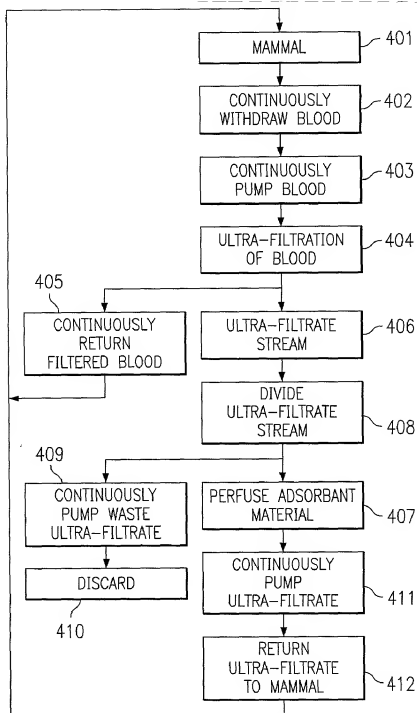 MAMMAL
401
CONTINUOUSLY
WITHDRAW BLOOD
402
CONTINUOUSLY
PUMP BLOOD
403
ULTRA-FILTRATION
OF BLOOD
404
405
CONTINUOUSLY
RETURN
FILTERED BLOOD
ULTRA-FILTRATE
STREAM
406
DIVIDE
ULTRA-FILTRATE
STREAM
408
409
CONTINUOUSLY
PUMP WASTE
ULTRA-FILTRATE
PERFUSE ADSORBANT
MATERIAL
407
DISCARD
410
CONTINUOUSLY
PUMP
ULTRA-FILTRATE
411
RETURN
ULTRA-FILTRATE
TO MAMMAL
412